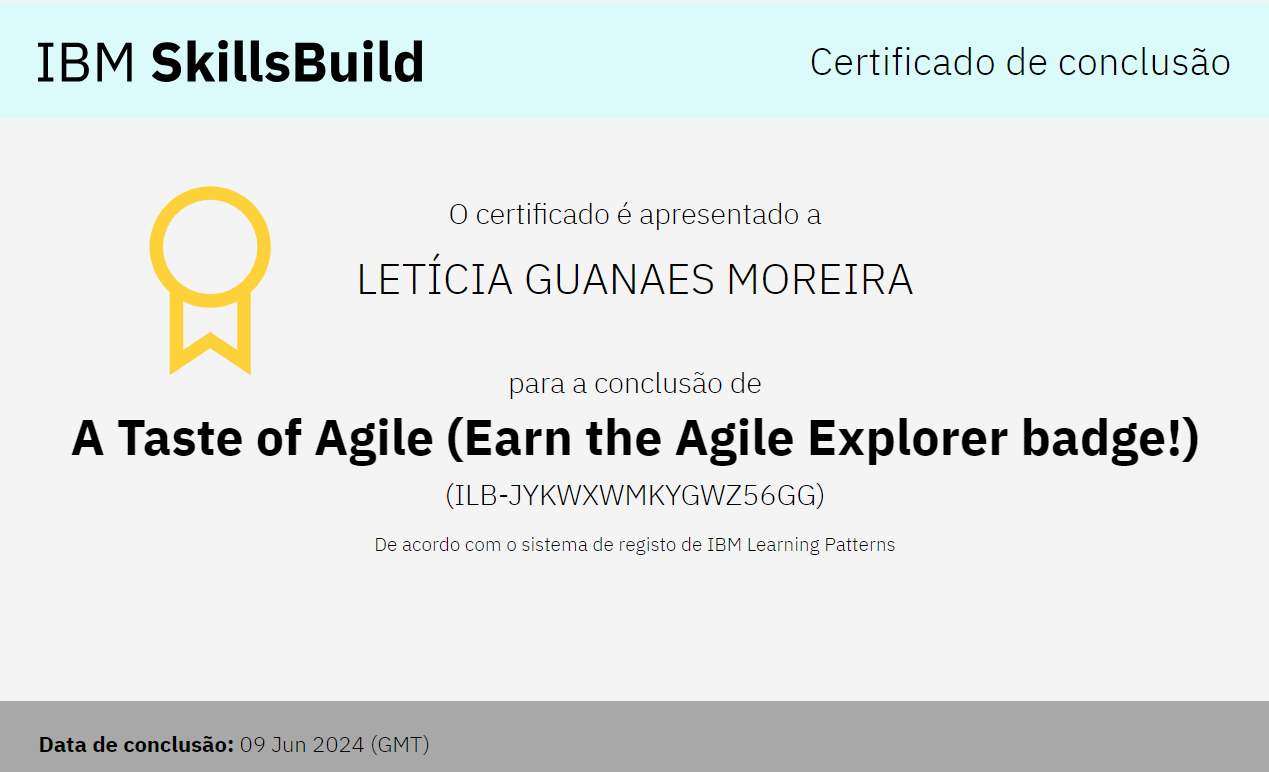 IBM SkillsBuild
Certificado de conclusão
O certificado é apresentado a
LETÍCIA GUANAES MOREIRA
para a conclusão de
A Taste of Agile (Earn the Agile Explorer badge!)
(ILB-JYKWXWMKYGWZ56GG)
De acordo com o sistema de registo de IBM Learning Patterns
Data de conclusão: 09 Jun 2024 (GMT)